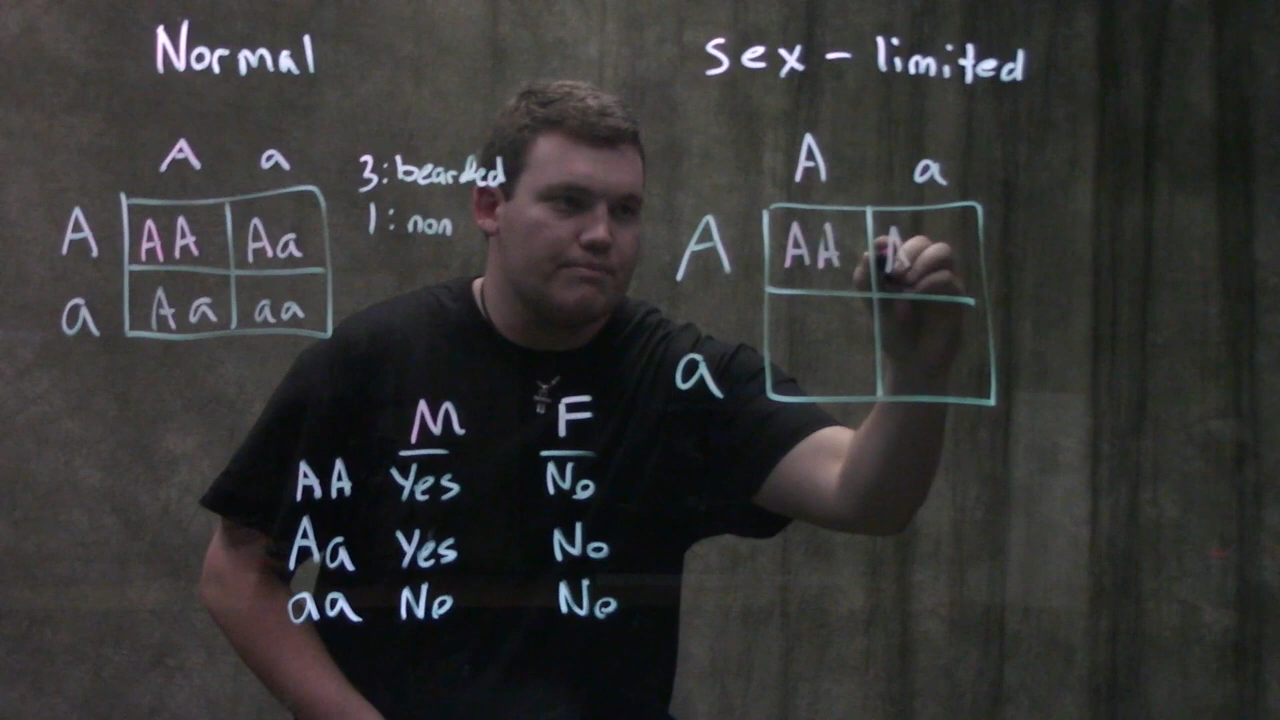 Normal
A a
A AA Aa
a Aa aa
3: bearded
1: non
sex - limited
A a
A AA A
a
M F
AA Yes No
Aa Yes No
aa No No